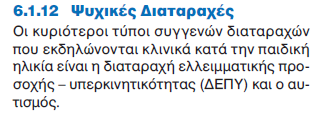 6.1.12 Ψυχικές Διαταραχές
Οι κυριότεροι τύποι συγγενών διαταραχών
που εκδηλώνονται κλινικά κατά την παιδική
ηλικία είναι η διαταραχή ελλειμματικής προ-
σοχής – υπερκινητικότητας (ΔΕΠΥ) και ο αυ-
τισμός.